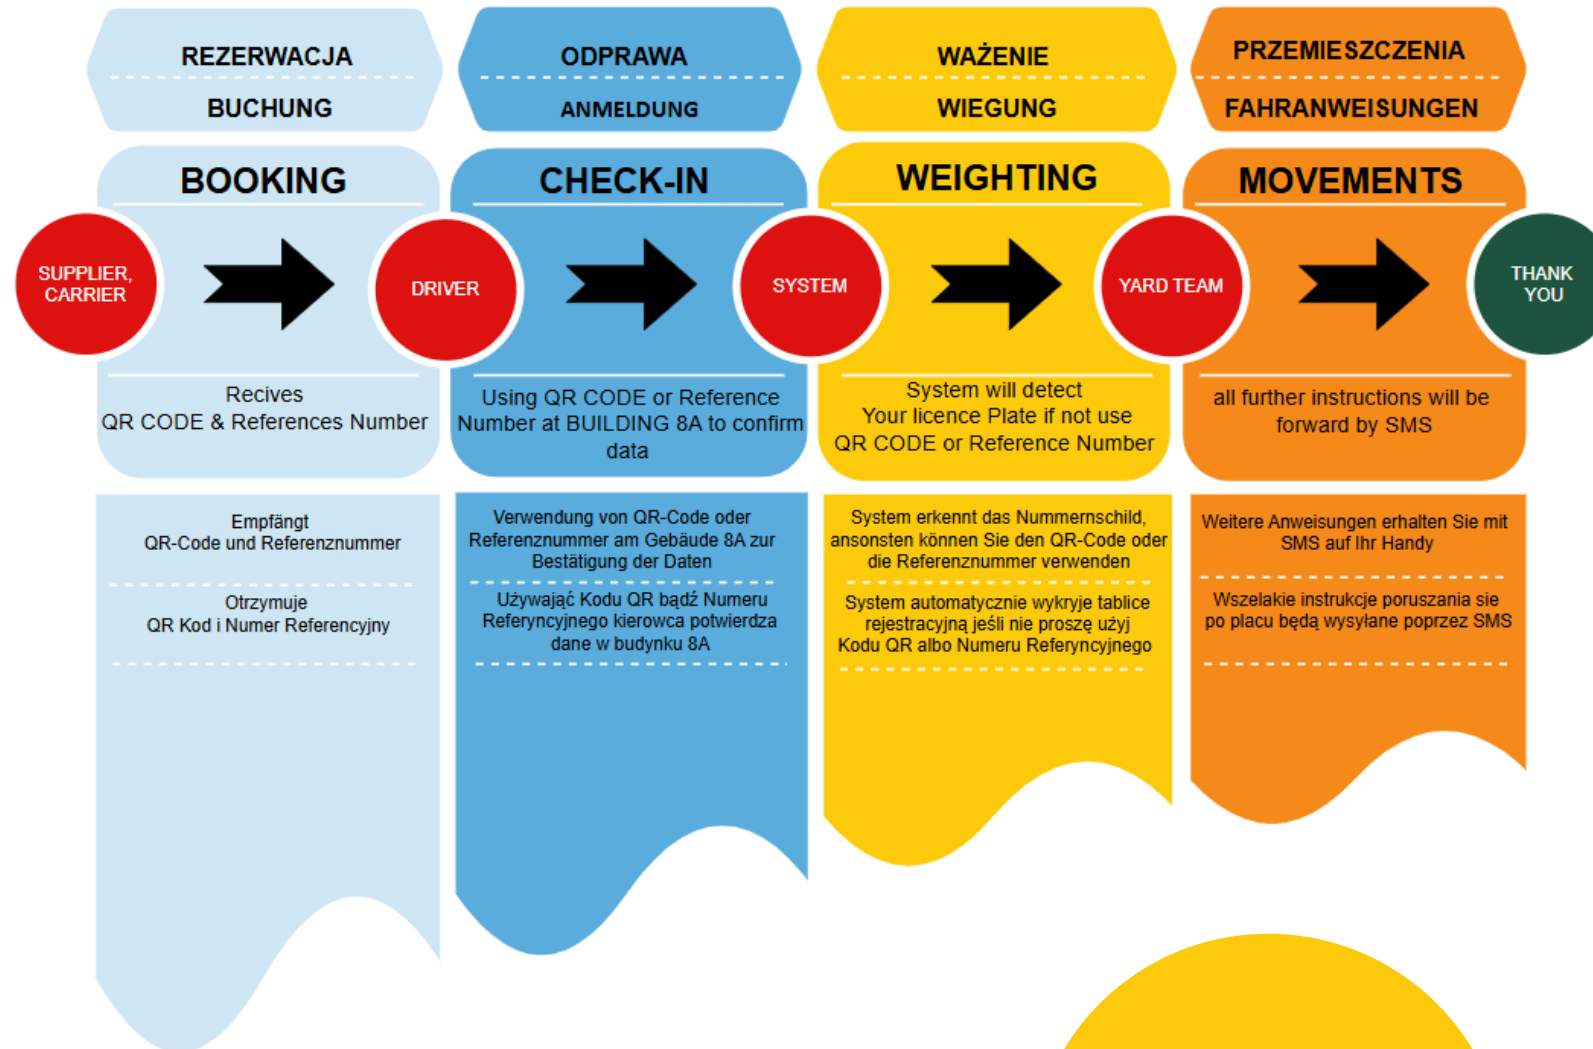 REZERWACJA
BUCHUNG
ODPRAWA
ANMELDUNG
WAŻENIE
WIEGUNG
PRZEMIESZCZENIA
FAHRANWEISUNGEN
BOOKING
CHECK-IN
WEIGHTING
MOVEMENTS
SUPPLIER,
CARRIER
DRIVER
SYSTEM
YARD TEAM
THANK
YOU
Recives
QR CODE & References Number
Using QR CODE or Reference
Number at BUILDING 8A to confirm
data
System will detect
Your licence Plate if not use
QR CODE or Reference Number
all further instructions will be
forward by SMS
Empfängt
QR-Code und Referenznummer
Otrzymuje
QR Kod i Numer Referencyjny
Verwendung von QR-Code oder
Referenznummer am Gebäude 8A zur
Bestätigung der Daten
Używająć Kodu QR bądź Numeru
Referyncyjnego kierowca potwierdza
dane w budynku 8A
System erkennt das Nummernschild,
ansonsten können Sie den QR-Code oder
die Referenznummer verwenden
System automatycznie wykryje tablice
rejestracyjną jeśli nie proszę użyj
Kodu QR albo Numeru Referyncyjnego
Weitere Anweisungen erhalten Sie mit
SMS auf Ihr Handy
Wszelakie instrukcje poruszania sie
po placu będą wysyłane poprzez SMS